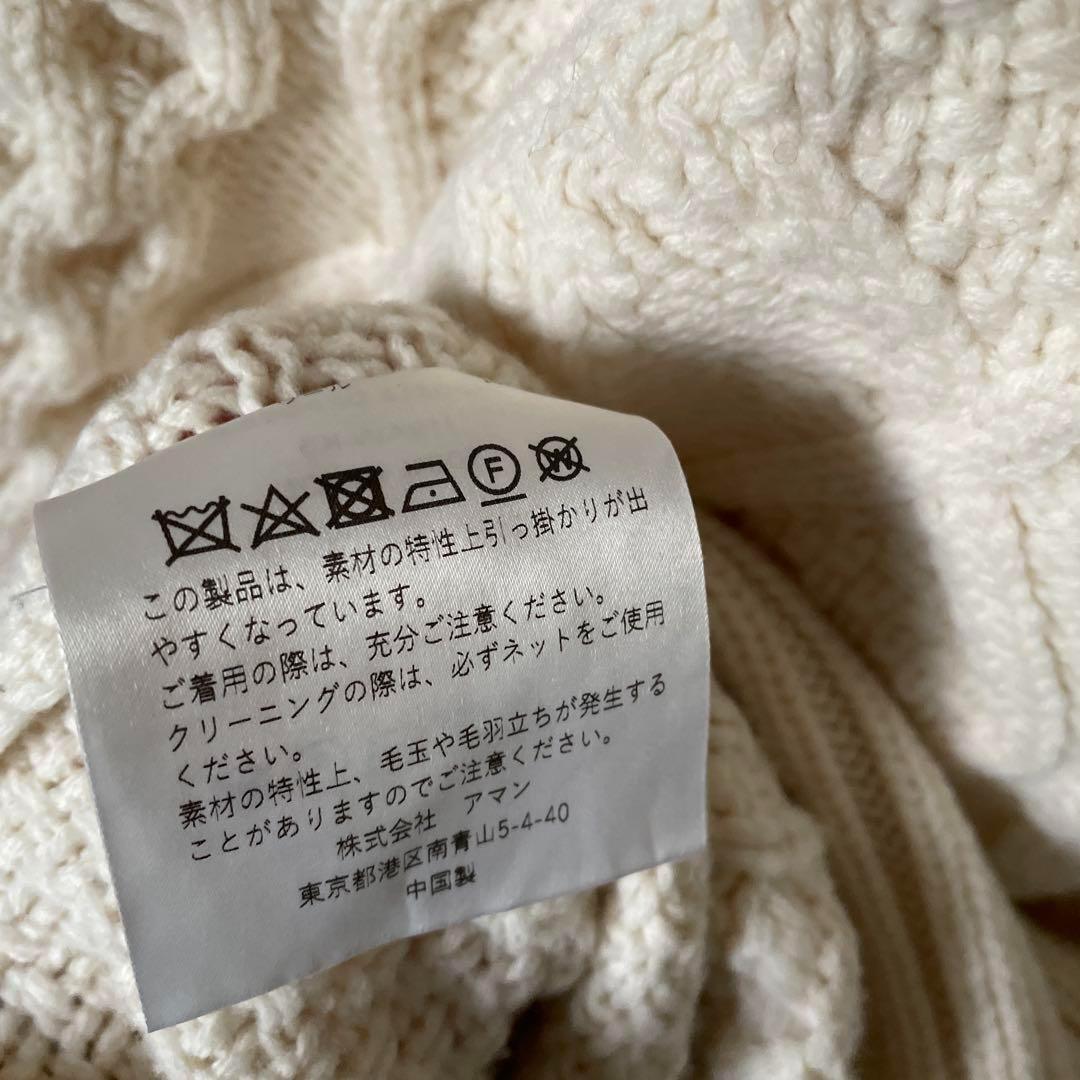 F W
この製品は、素材の特性上引っ掛かりが出
やすくなっています。
ご着用の際は、充分ご注意ください。
クリーニングの際は、必ずネットをご使用
ください。
素材の特性上、毛玉や毛羽立ちが発生する
ことがありますのでご注意ください。
株式会社 アマン
東京都港区南青山5-4-40
中国製